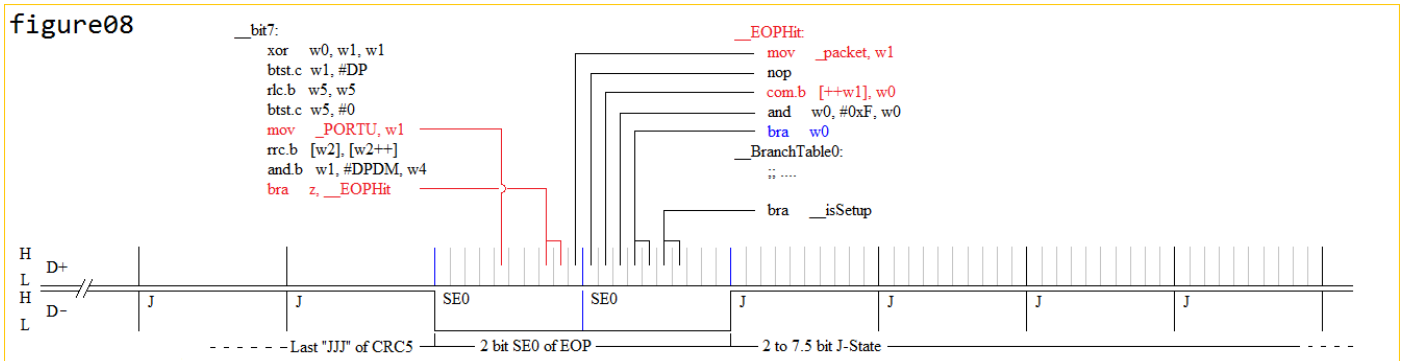 figure08
__bit7:
xor w0, w1, w1
btst.c w1, #DP
rlc.b w5, w5
btst.c w5, #0
mov _PORTU, w1
rrc.b [w2], [w2++]
and.b w1, #DPDM, w4
bra z, __EOPHit
__EOPHit:
mov _packet, w1
nop
com.b [++w1], w0
and w0, #0xF, w0
bra w0
__BranchTable0:
;; ....
bra __isSetup
H
D+
L
H
D-
L
J J SE0 SE0 J J J J
Last "JJJ" of CRC5 2 bit SE0 of EOP 2 to 7.5 bit J-State